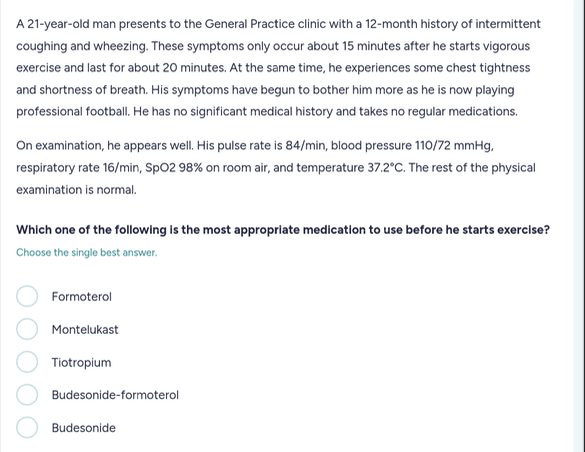 A 21-year-old man presents to the General Practice clinic with a 12-month history of intermittent
coughing and wheezing. These symptoms only occur about 15 minutes after he starts vigorous
exercise and last for about 20 minutes. At the same time, he experiences some chest tightness
and shortness of breath. His symptoms have begun to bother him more as he is now playing
professional football. He has no significant medical history and takes no regular medications.
On examination, he appears well. His pulse rate is 84/min, blood pressure 110/72 mmHg,
respiratory rate 16/min, SpO2 98% on room air, and temperature 37.2°C. The rest of the physical
examination is normal.
Which one of the following is the most appropriate medication to use before he starts exercise?
Choose the single best answer.
Formoterol
Montelukast
Tiotropium
Budesonide-formoterol
Budesonide